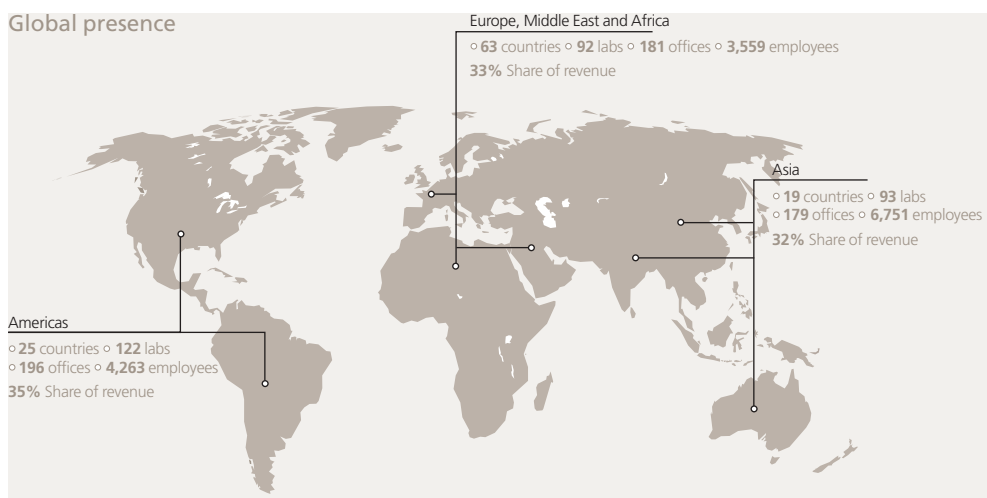 Global presence
Europe, Middle East and Africa
63 countries 92 labs 181 offices 3,559 employees
33% Share of revenue
Asia
19 countries 93 labs
179 offices 6,751 employees
32% Share of revenue
Americas
25 countries 122 labs
196 offices 4,263 employees
35% Share of revenue